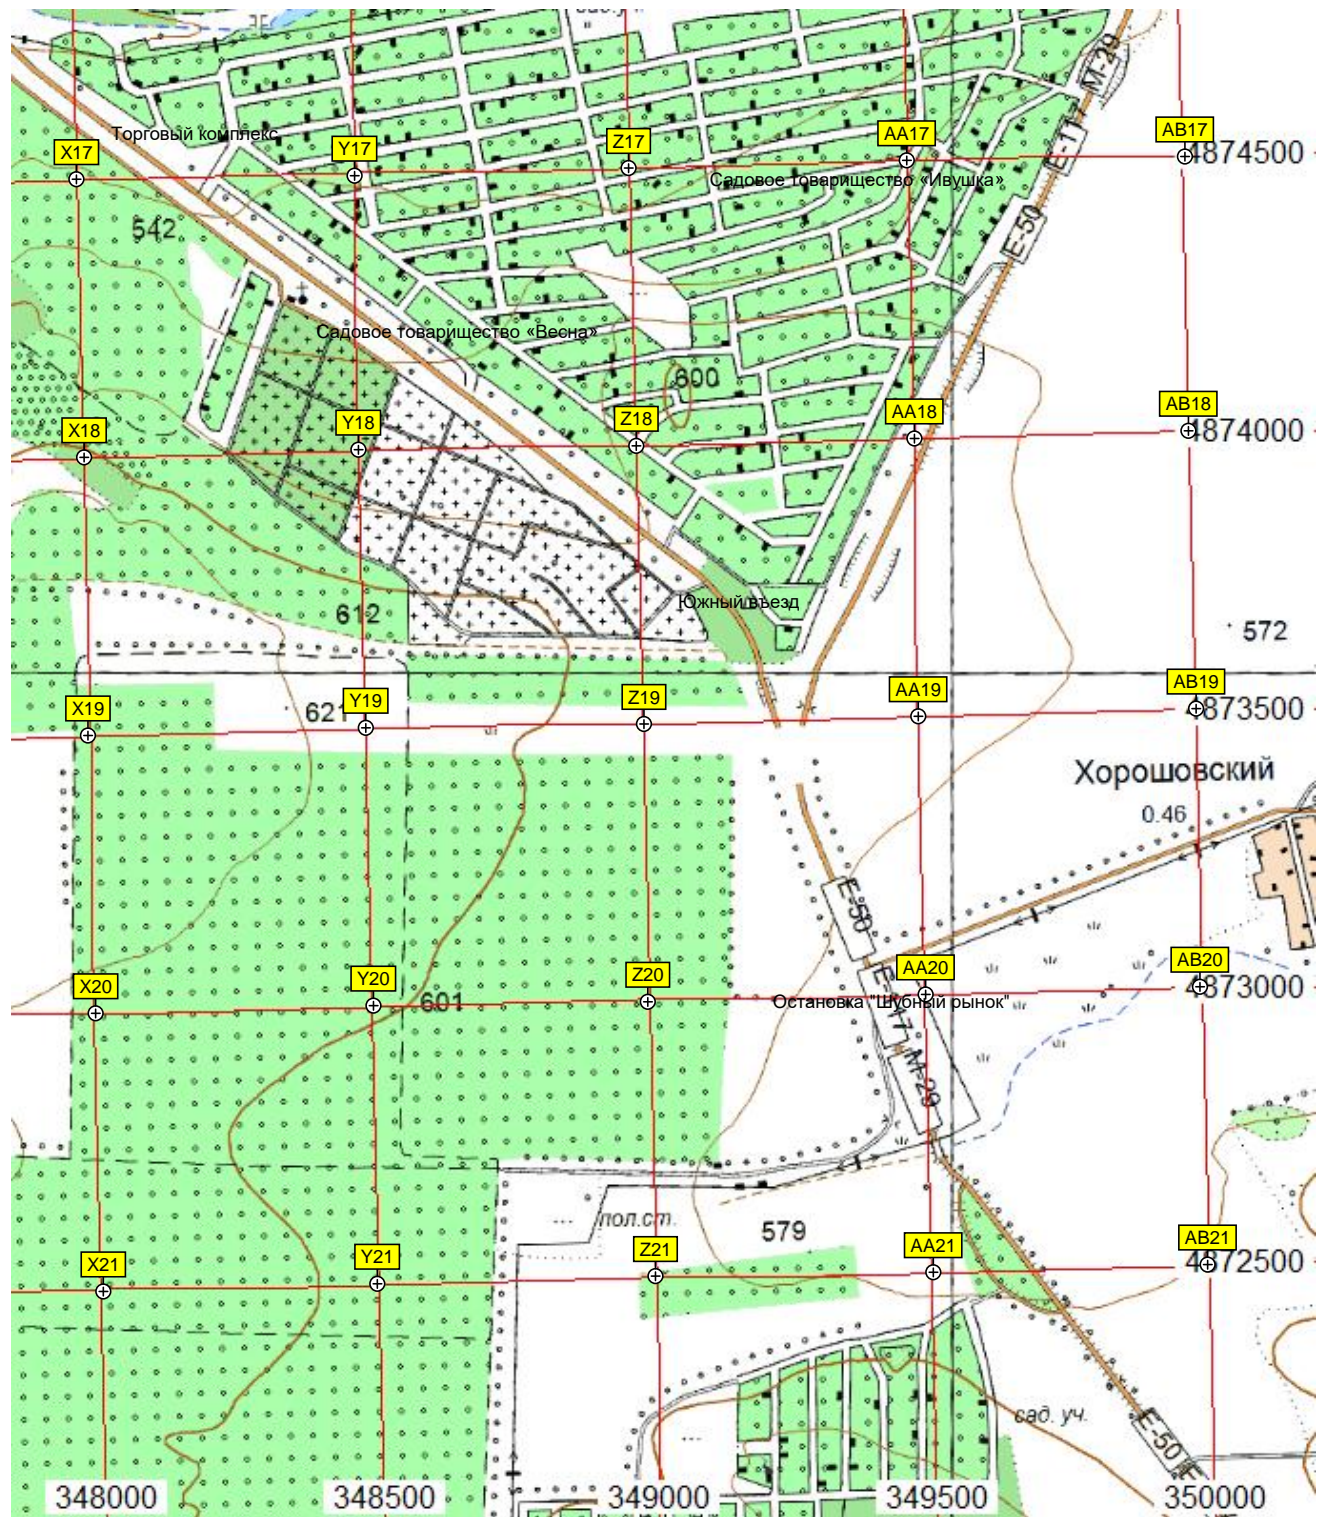 M-29
Торговый комплекс
X17
Y17
Z17
AA17
AB17
4874500
E-117
Садовое товарищество «Ивушка»
542
E-50
Садовое товарищество «Весна»
600
X18
Y18
Z18
AA18
AB18
4874000
612
Южный въезд
572
X19
Y19
Z19
AA19
AB19
4873500
621
Хорошовский
0.46
E-50
X20
Y20
Z20
AA20
AB20
4873000
601
Остановка "Шубный рынок"
E-117
M-29
пол.ст.
579
X21
Y21
Z21
AA21
AB21
4872500
сад. уч.
E-50
348000
348500
349000
349500
350000